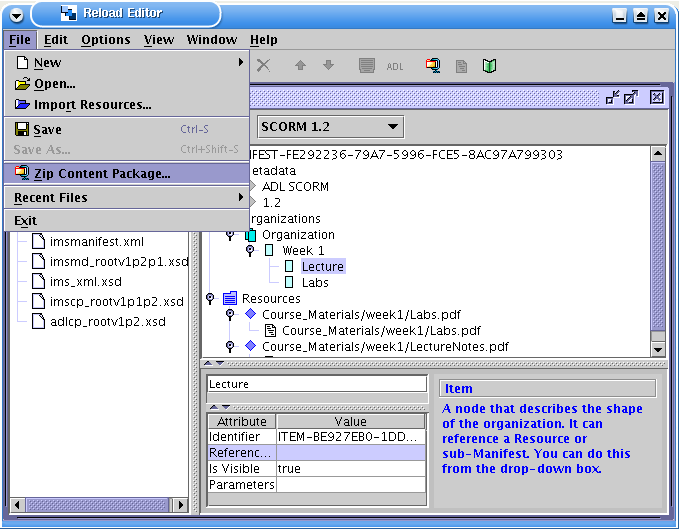 Reload Editor
File Edit Options View Window Help
New
Open...
Import Resources...
Save Ctrl-S
Save As... Ctrl+Shift-S
Zip Content Package...
Recent Files
Exit
ADL
SCORM 1.2
IFEST-FE292236-79A7-5996-FCE5-8AC97A799303
etadata
ADL SCORM
1.2
rganizations
Organization
Week 1
Lecture
Labs
Resources
Course_Materials/week1/Labs.pdf
Course_Materials/week1/Labs.pdf
Course_Materials/week1/LectureNotes.pdf
imsmanifest.xml
imsmd_rootv1p2p1.xsd
ims_xml.xsd
imscp_rootv1p1p2.xsd
adlcp_rootv1p2.xsd
Lecture
Attribute Value
Identifier ITEM-BE927EB0-1DD...
Referenc...
Is Visible true
Parameters
Item
A node that describes the shape
of the organization. It can
reference a Resource or
sub-Manifest. You can do this
from the drop-down box.